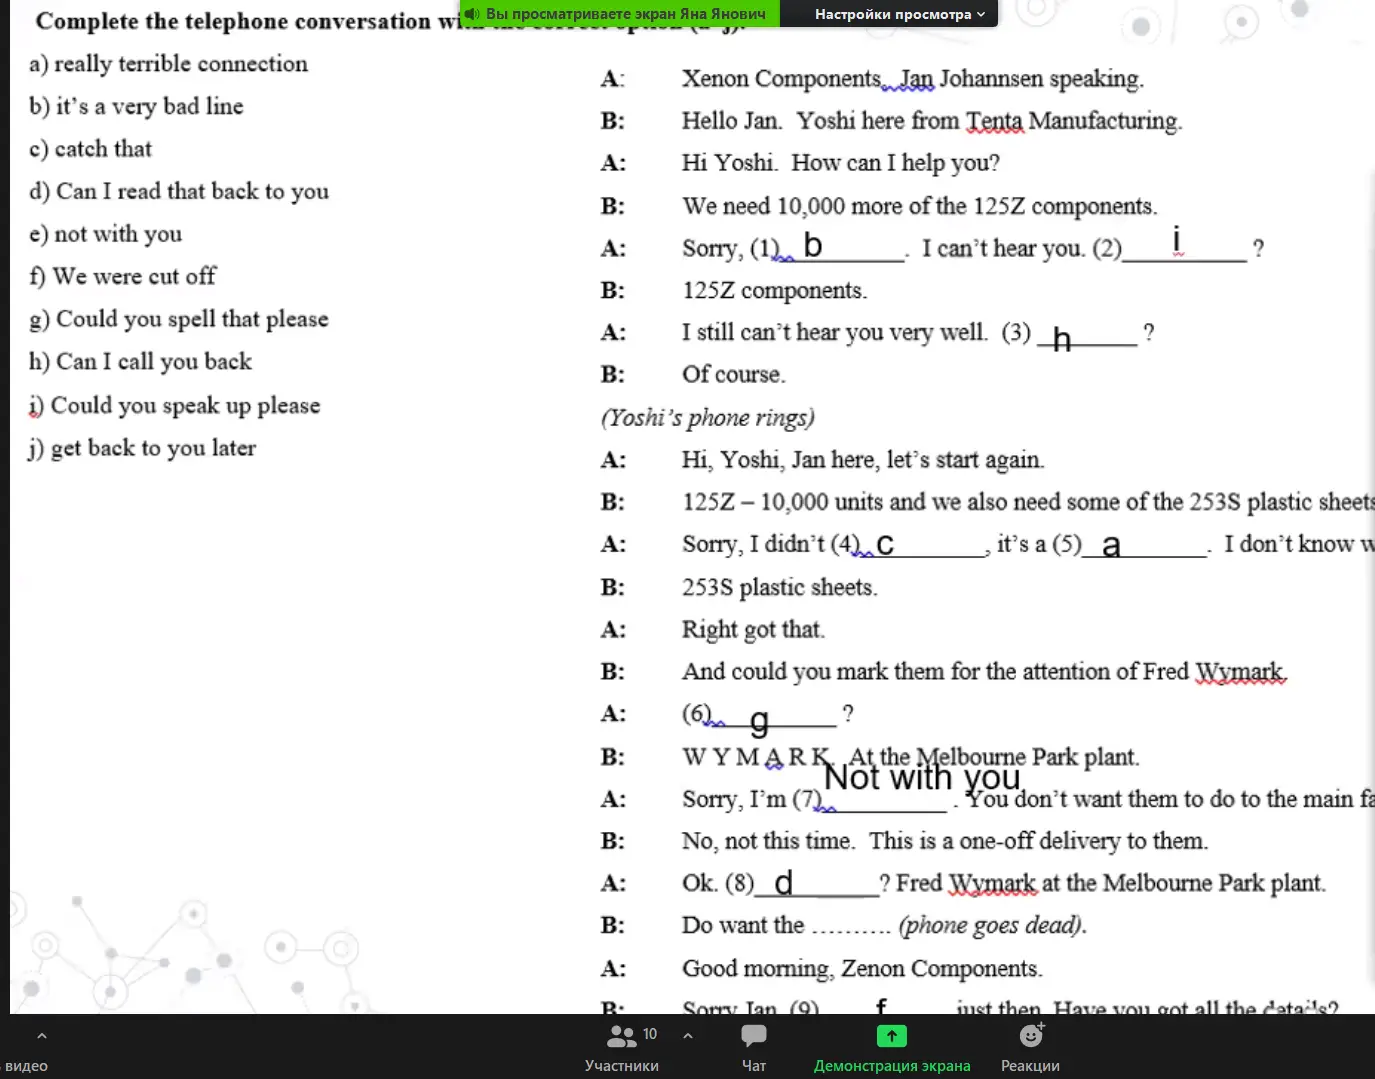 Complete the telephone conversation
Вы просматриваете экран Яна Янович
Настройки просмотра
a) really terrible connection
b) it’s a very bad line
c) catch that
d) Can I read that back to you
e) not with you
f) We were cut off
g) Could you spell that please
h) Can I call you back
i) Could you speak up please
j) get back to you later
A: Xenon Components, Jan Johannsen speaking.
B: Hello Jan. Yoshi here from Tenta Manufacturing.
A: Hi Yoshi. How can I help you?
B: We need 10,000 more of the 125Z components.
A: Sorry, (1) b . I can’t hear you. (2) i ?
B: 125Z components.
A: I still can’t hear you very well. (3) h ?
B: Of course.
(Yoshi’s phone rings)
A: Hi, Yoshi, Jan here, let’s start again.
B: 125Z – 10,000 units and we also need some of the 253S plastic sheets
A: Sorry, I didn’t (4) c , it’s a (5) a . I don’t know
B: 253S plastic sheets.
A: Right got that.
B: And could you mark them for the attention of Fred Wymark.
A: (6) g ?
B: W Y M A R K. At the Melbourne Park plant.
Not with you
A: Sorry, I’m (7) . You don’t want them to do to the main
B: No, not this time. This is a one-off delivery to them.
A: Ok. (8) d ? Fred Wymark at the Melbourne Park plant.
B: Do want the ………. (phone goes dead).
A: Good morning, Zenon Components.
B: Sorry Jan, (9) f just then. Have you got all the details?
видео
Участники 10
Чат
Демонстрация экрана
Реакции